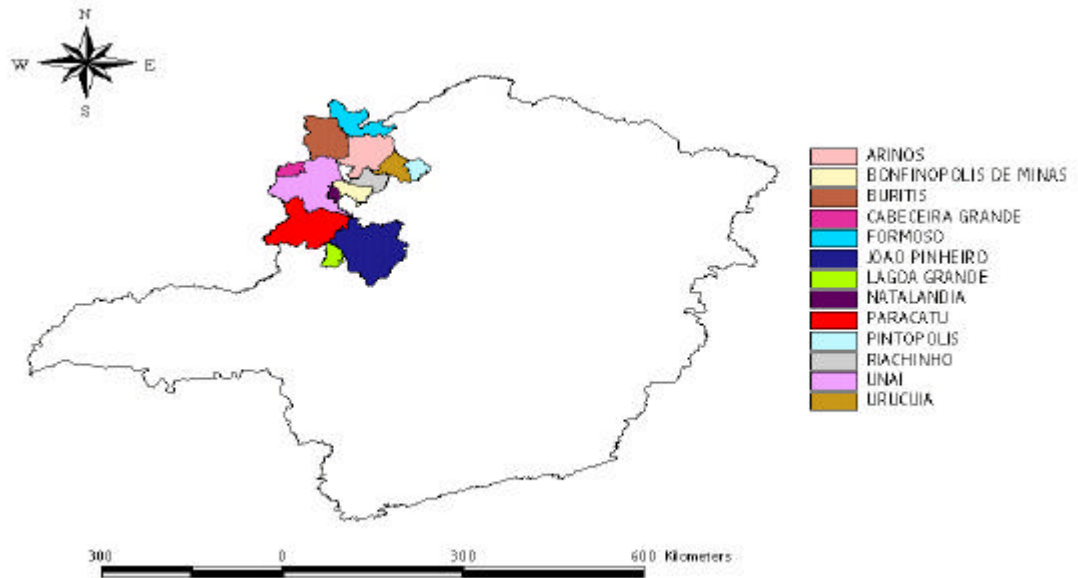 N
W E
S
ARINOS
BONFINOPOLIS DE MINAS
BURITIS
CABECEIRA GRANDE
FORMOSO
JOAO PINHEIRO
LAGOA GRANDE
NATALANDIA
PARACATU
PINTOPOLIS
RIACHINHO
UNAI
URUCUIA
300 0 300 600 Kilometers